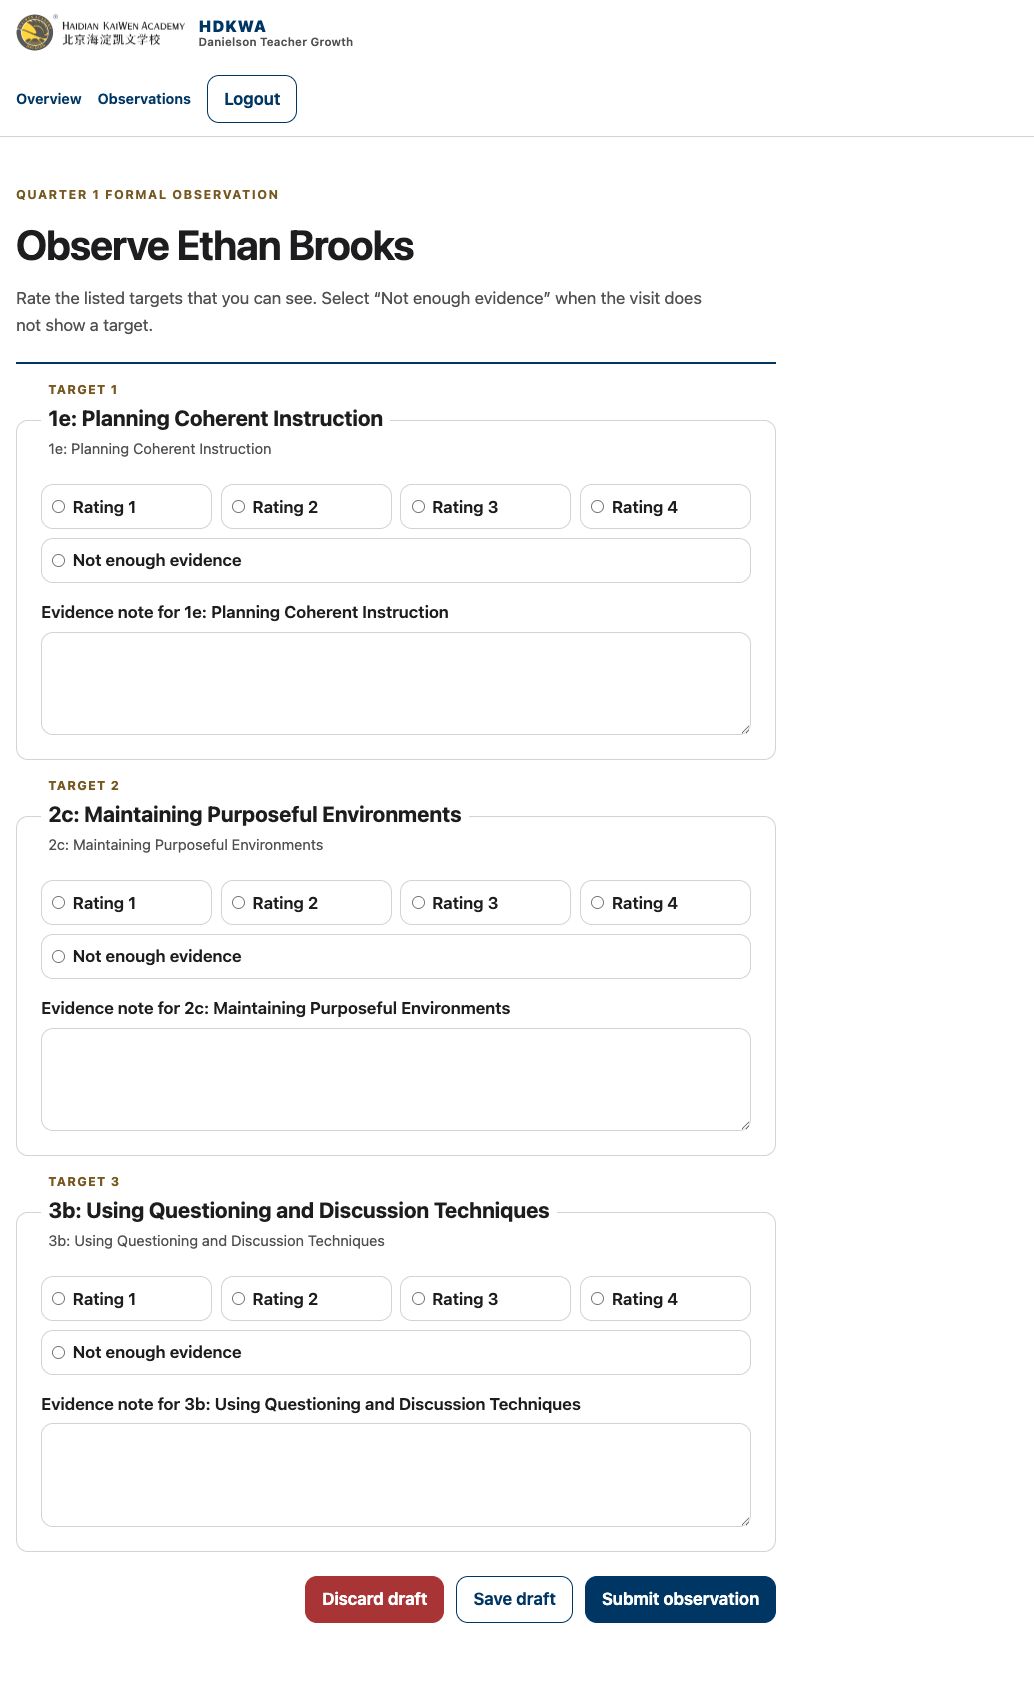 HAIDIAN KAIWEN ACADEMY
北京海淀凯文学校
HDKWA
Danielson Teacher Growth
Overview Observations Logout
QUARTER 1 FORMAL OBSERVATION
Observe Ethan Brooks
Rate the listed targets that you can see. Select “Not enough evidence” when the visit does
not show a target.
TARGET 1
1e: Planning Coherent Instruction
1e: Planning Coherent Instruction
Rating 1 Rating 2 Rating 3 Rating 4
Not enough evidence
Evidence note for 1e: Planning Coherent Instruction
TARGET 2
2c: Maintaining Purposeful Environments
2c: Maintaining Purposeful Environments
Rating 1 Rating 2 Rating 3 Rating 4
Not enough evidence
Evidence note for 2c: Maintaining Purposeful Environments
TARGET 3
3b: Using Questioning and Discussion Techniques
3b: Using Questioning and Discussion Techniques
Rating 1 Rating 2 Rating 3 Rating 4
Not enough evidence
Evidence note for 3b: Using Questioning and Discussion Techniques
Discard draft Save draft Submit observation